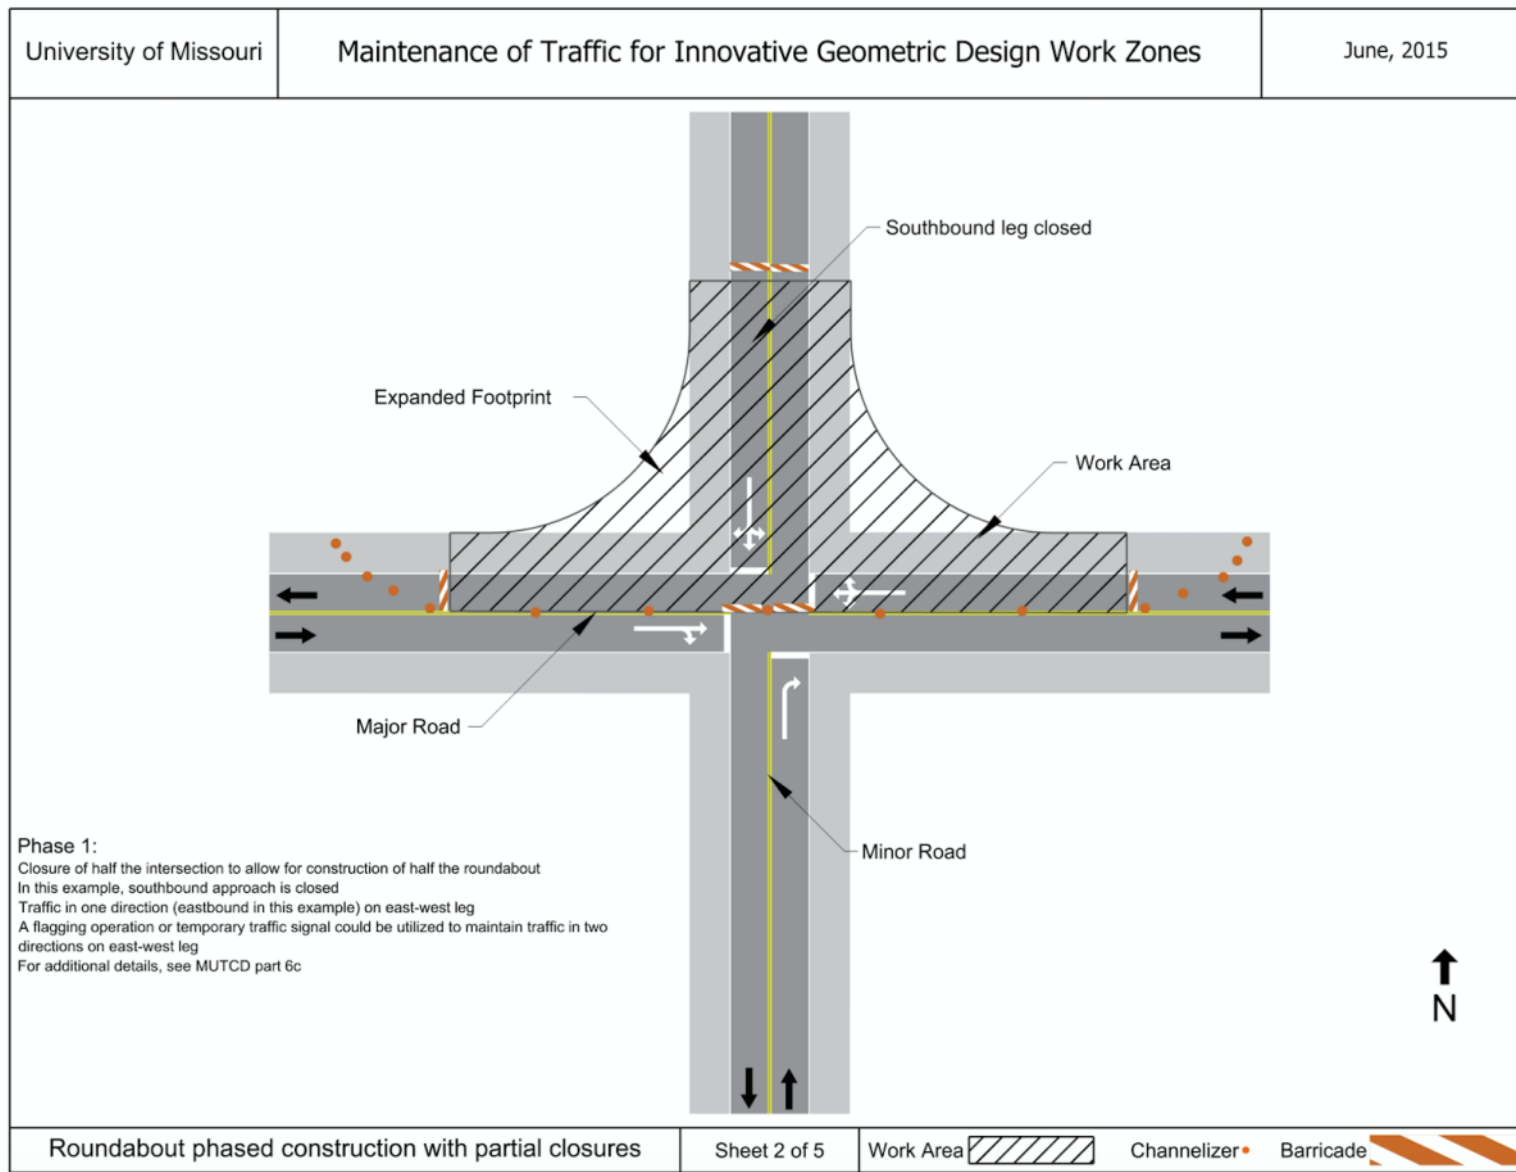 University of Missouri
Maintenance of Traffic for Innovative Geometric Design Work Zones
June, 2015
Southbound leg closed
Expanded Footprint
Work Area
Major Road
Minor Road
Phase 1:
Closure of half the intersection to allow for construction of half the roundabout
In this example, southbound approach is closed
Traffic in one direction (eastbound in this example) on east-west leg
A flagging operation or temporary traffic signal could be utilized to maintain traffic in two
directions on east-west leg
For additional details, see MUTCD part 6c
N
Roundabout phased construction with partial closures
Sheet 2 of 5
Work Area
Channelizer
Barricade